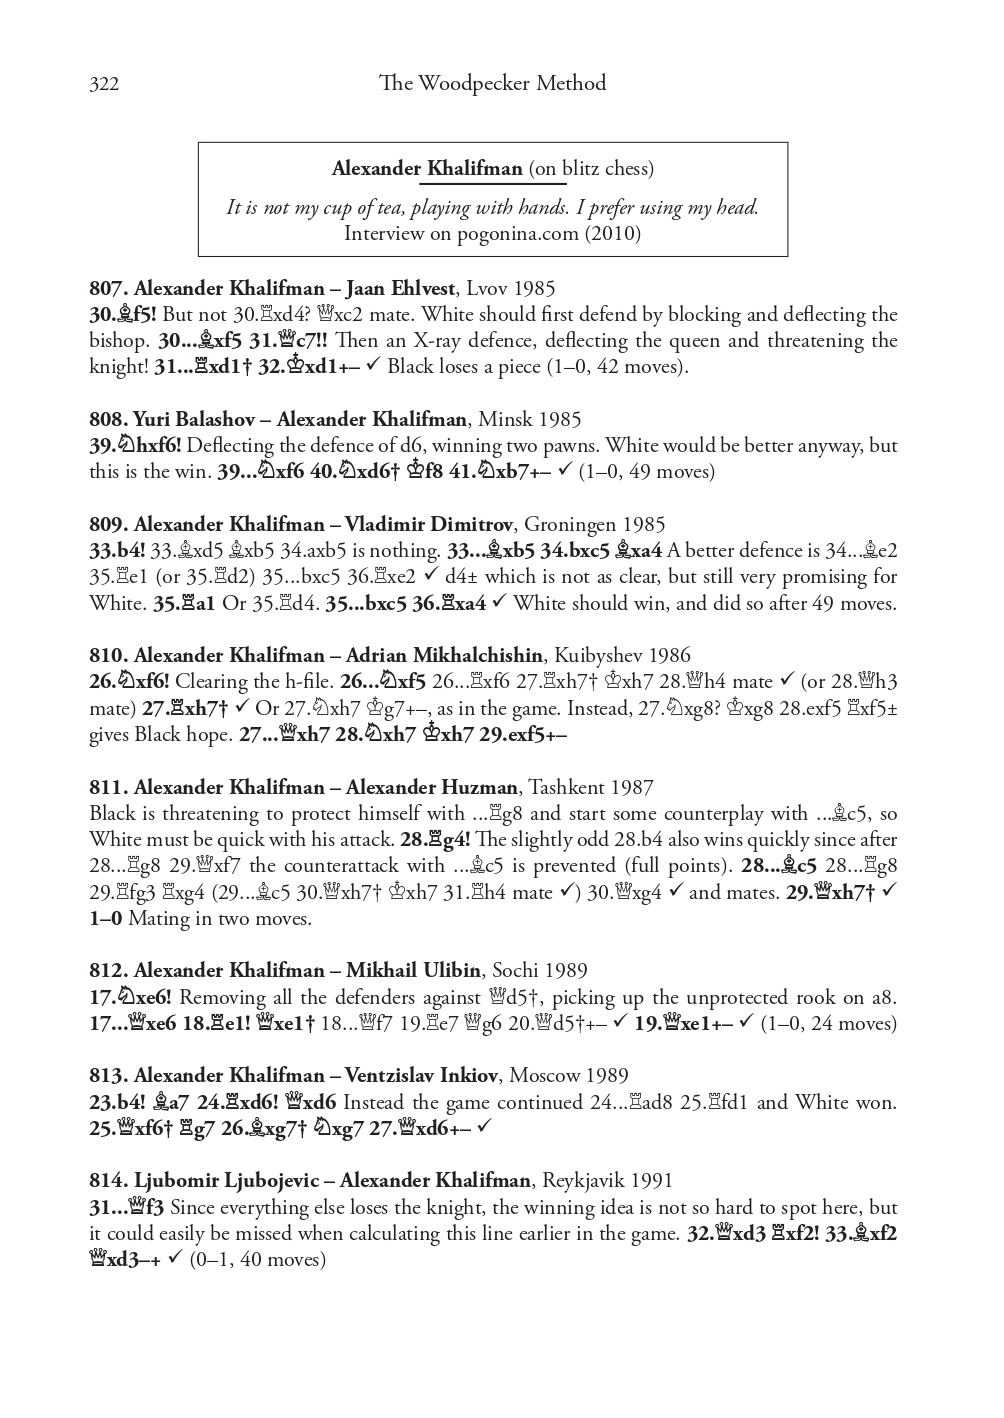 322
The Woodpecker Method
Alexander Khalifman (on blitz chess)
It is not my cup of tea, playing with hands. I prefer using my head.
Interview on pogonina.com (2010)
807. Alexander Khalifman – Jaan Ehlvest, Lvov 1985
30.♗f5! But not 30.♖xd4? ♕xc2 mate. White should first defend by blocking and deflecting the
bishop. 30...♗xf5 31.♕c7!! Then an X-ray defence, deflecting the queen and threatening the
knight! 31...♖xd1† 32.♔xd1+– ✓ Black loses a piece (1–0, 42 moves).
808. Yuri Balashov – Alexander Khalifman, Minsk 1985
39.♘hxf6! Deflecting the defence of d6, winning two pawns. White would be better anyway, but
this is the win. 39...♘xf6 40.♘xd6† ♔f8 41.♘xb7+– ✓ (1–0, 49 moves)
809. Alexander Khalifman – Vladimir Dimitrov, Groningen 1985
33.b4! 33.♗xd5 ♗xb5 34.axb5 is nothing. 33...♗xb5 34.bxc5 ♗xa4 A better defence is 34...♗e2
35.♖e1 (or 35.♖d2) 35...bxc5 36.♖xe2 ✓ d4± which is not as clear, but still very promising for
White. 35.♖a1 Or 35.♖d4. 35...bxc5 36.♖xa4 ✓ White should win, and did so after 49 moves.
810. Alexander Khalifman – Adrian Mikhalchishin, Kuibyshev 1986
26.♘xf6! Clearing the h-file. 26...♘xf5 26...♖xf6 27.♖xh7† ♔xh7 28.♕h4 mate ✓ (or 28.♕h3
mate) 27.♖xh7† ✓ Or 27.♘xh7 ♔g7+–, as in the game. Instead, 27.♘xg8? ♔xg8 28.exf5 ♖xf5±
gives Black hope. 27...♕xh7 28.♘xh7 ♔xh7 29.exf5+–
811. Alexander Khalifman – Alexander Huzman, Tashkent 1987
Black is threatening to protect himself with ...♖g8 and start some counterplay with ...♗c5, so
White must be quick with his attack. 28.♖g4! The slightly odd 28.b4 also wins quickly since after
28...♖g8 29.♕xf7 the counterattack with ...♗c5 is prevented (full points). 28...♗c5 28...♖g8
29.♖fg3 ♖xg4 (29...♗c5 30.♕xh7† ♔xh7 31.♖h4 mate ✓) 30.♕xg4 ✓ and mates. 29.♕xh7† ✓
1–0 Mating in two moves.
812. Alexander Khalifman – Mikhail Ulibin, Sochi 1989
17.♘xe6! Removing all the defenders against ♕d5†, picking up the unprotected rook on a8.
17...♕xe6 18.♖e1! ♕xe1† 18...♕f7 19.♖e7 ♕g6 20.♕d5†+– ✓ 19.♕xe1+– ✓ (1–0, 24 moves)
813. Alexander Khalifman – Ventzislav Inkiov, Moscow 1989
23.b4! ♗a7 24.♖xd6! ♕xd6 Instead the game continued 24...♖ad8 25.♖fd1 and White won.
25.♕xf6† ♖g7 26.♗xg7† ♘xg7 27.♕xd6+– ✓
814. Ljubomir Ljubojevic – Alexander Khalifman, Reykjavik 1991
31...♕f3 Since everything else loses the knight, the winning idea is not so hard to spot here, but
it could easily be missed when calculating this line earlier in the game. 32.♕xd3 ♖xf2! 33.♗xf2
♕xd3–+ ✓ (0–1, 40 moves)